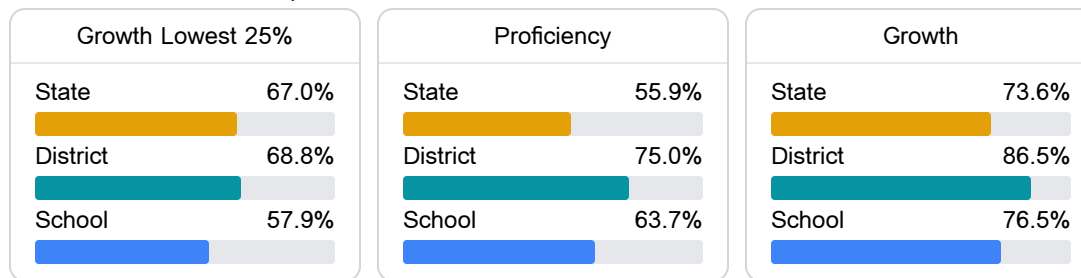 Growth Lowest 25%
State 67.0%
District 68.8%
School 57.9%
Proficiency
State 55.9%
District 75.0%
School 63.7%
Growth
State 73.6%
District 86.5%
School 76.5%